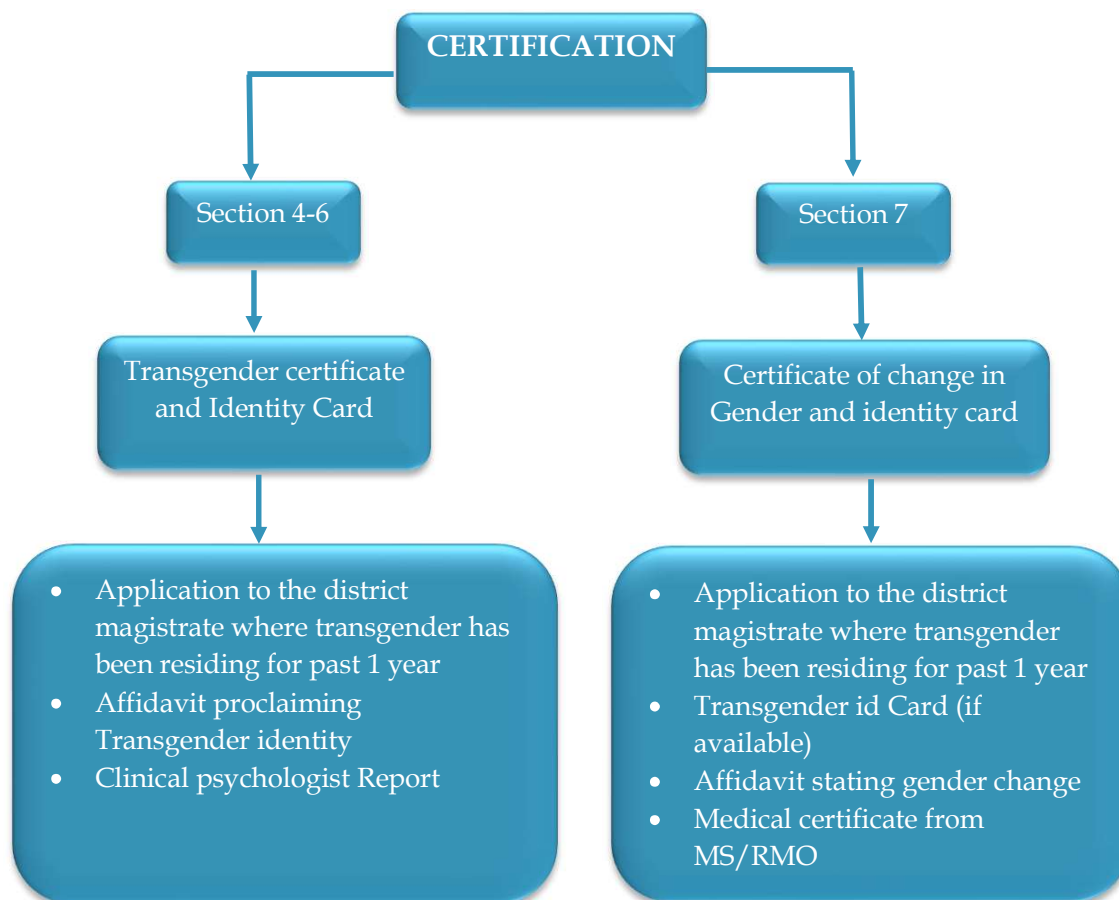 CERTIFICATION
Section 4-6
Section 7
Transgender certificate
and Identity Card
Certificate of change in
Gender and identity card
• Application to the district
magistrate where transgender has
been residing for past 1 year
• Affidavit proclaiming
Transgender identity
• Clinical psychologist Report
• Application to the district
magistrate where transgender
has been residing for past 1 year
• Transgender id Card (if
available)
• Affidavit stating gender change
• Medical certificate from
MS/RMO